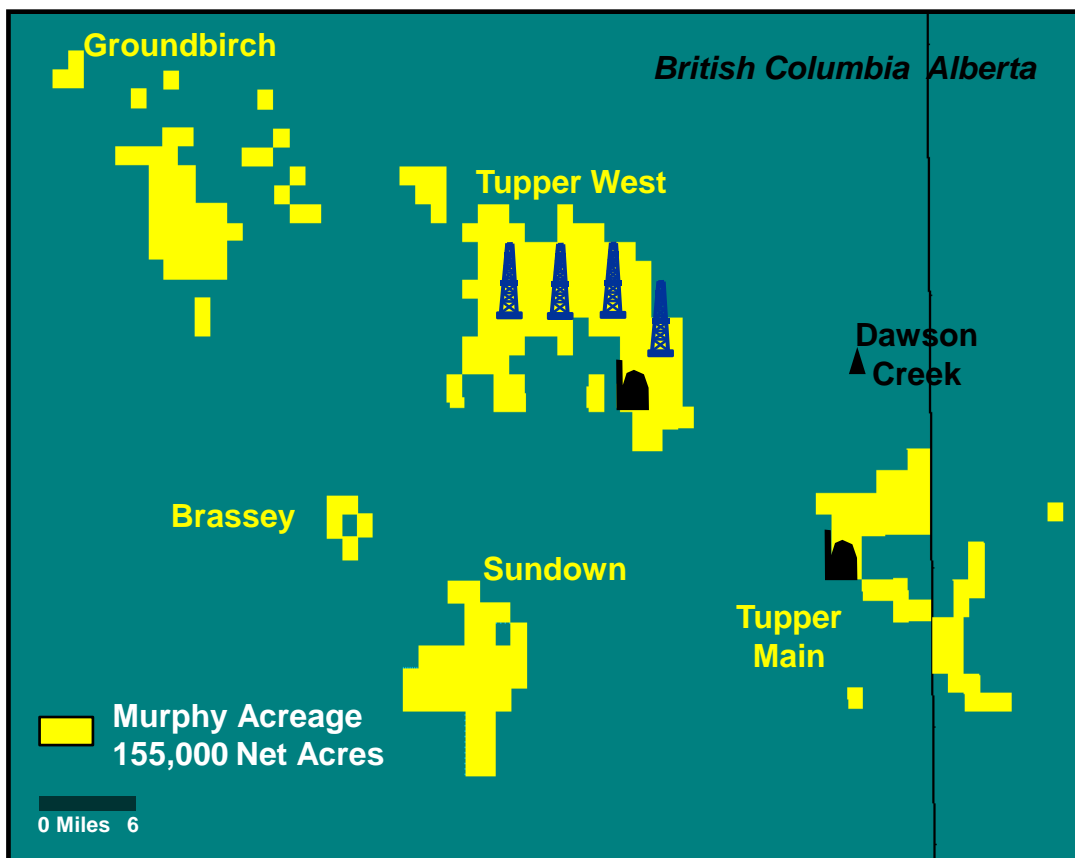 Groundbirch
British Columbia Alberta
Tupper West
Dawson
Creek
Brassey
Sundown
Tupper
Main
Murphy Acreage
155,000 Net Acres
0 Miles 6